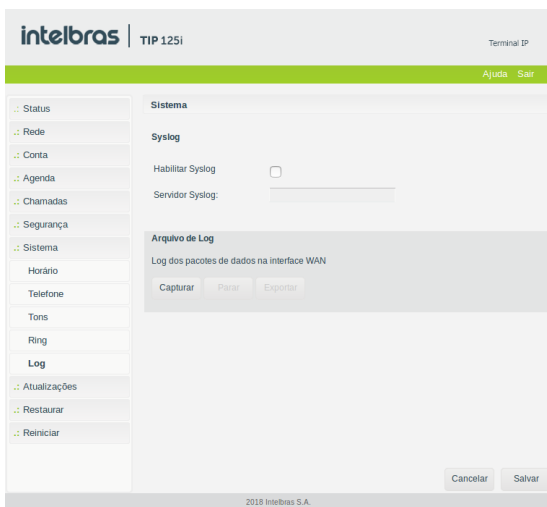 intelbras TIP 125i
Terminal IP
Ajuda Sair
.: Status
.: Rede
.: Conta
.: Agenda
.: Chamadas
.: Segurança
.: Sistema
Horário
Telefone
Tons
Ring
Log
.: Atualizações
.: Restaurar
.: Reiniciar
Sistema
Syslog
Habilitar Syslog
Servidor Syslog:
Arquivo de Log
Log dos pacotes de dados na interface WAN
Capturar Parar Exportar
Cancelar Salvar
2018 Intelbras S.A.